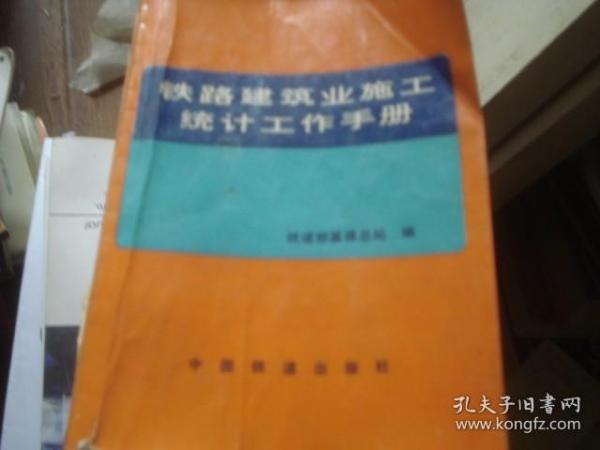 铁路建筑业施工
统计工作手册
铁道部基建总局 编
中国铁道出版社
孔夫子旧书网
www.kongfz.com